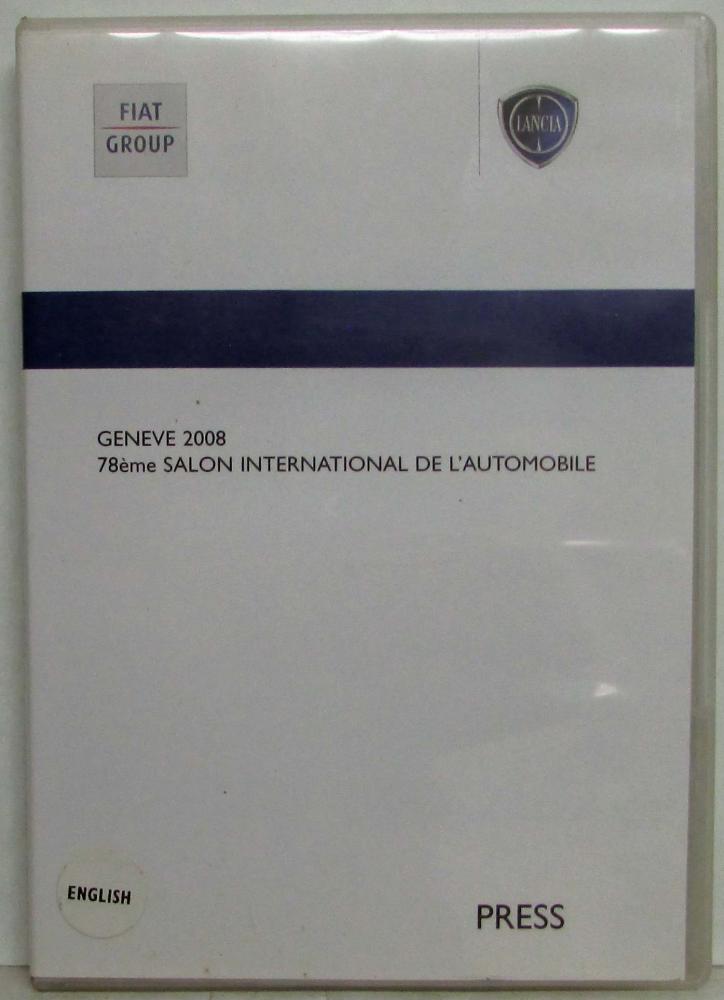 FIAT
GROUP
LANCIA
GENEVE 2008
78ème SALON INTERNATIONAL DE L'AUTOMOBILE
ENGLISH
PRESS